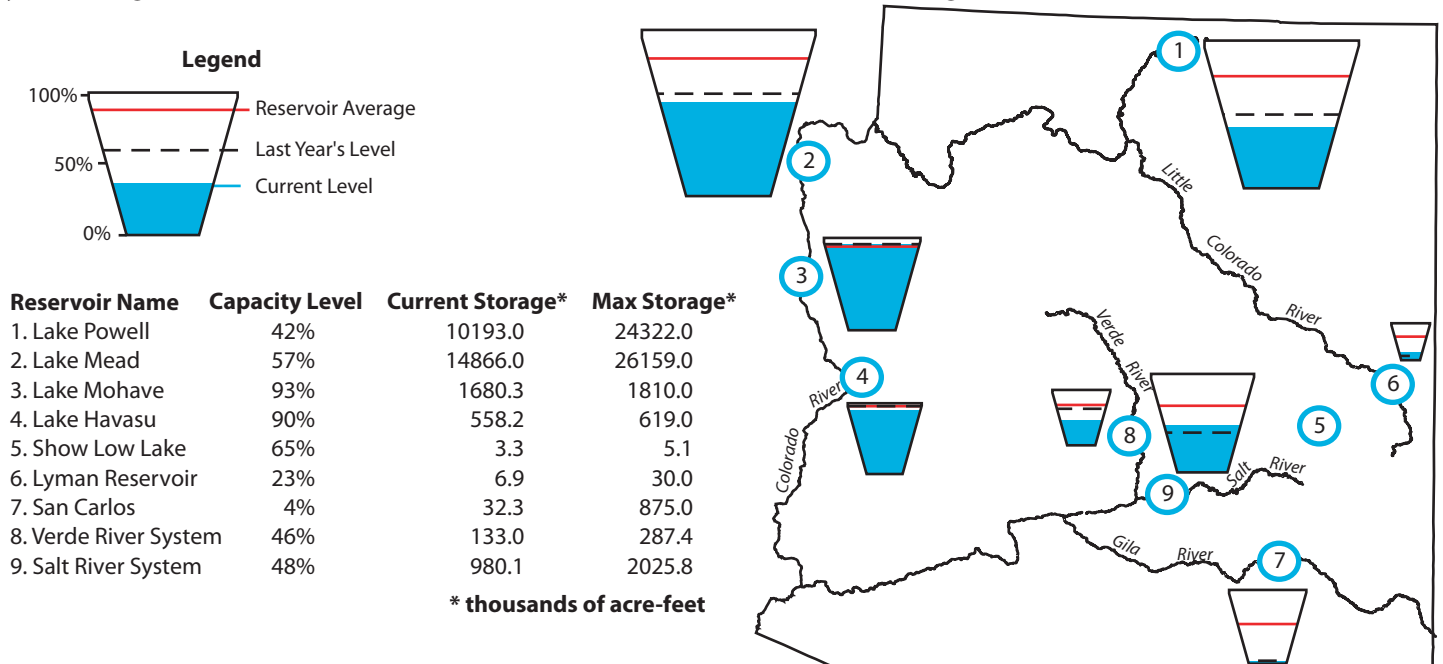 Legend
100%
50%
0%
Reservoir Average
Last Year's Level
Current Level
Reservoir Name Capacity Level Current Storage* Max Storage*
1. Lake Powell 42% 10193.0 24322.0
2. Lake Mead 57% 14866.0 26159.0
3. Lake Mohave 93% 1680.3 1810.0
4. Lake Havasu 90% 558.2 619.0
5. Show Low Lake 65% 3.3 5.1
6. Lyman Reservoir 23% 6.9 30.0
7. San Carlos 4% 32.3 875.0
8. Verde River System 46% 133.0 287.4
9. Salt River System 48% 980.1 2025.8
* thousands of acre-feet
1
2
3
4
5
6
7
8
9
Little
Colorado
River
Verde
River
Salt
River
Gila
River
Colorado
River